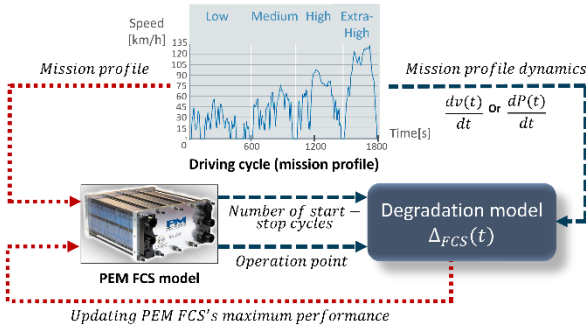 Speed
[km/h]
Low Medium High Extra-
High
135
120
105
90
75
60
45
30
15
0
0 600 1200 1800
Time[s]
Driving cycle (mission profile)
Mission profile
Mission profile dynamics
dv(t)/dt Or dP(t)/dt
PM
PEM FCS model
Number of start −
stop cycles
Operation point
Degradation model
Δ_FCS(t)
Updating PEM FCS's maximum performance